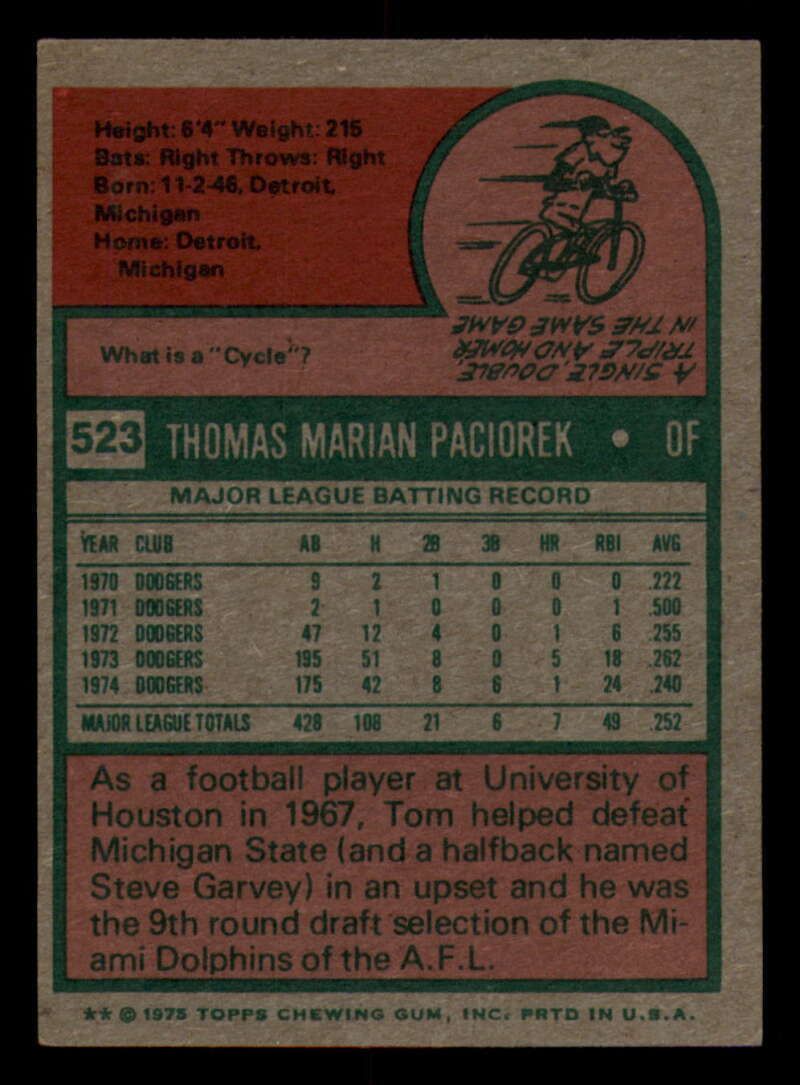 Height: 6'4" Weight: 215
Bats: Right Throws: Right
Born: 11-2-46, Detroit,
Michigan
Home: Detroit,
Michigan
What is a "Cycle"?
A SINGLE, DOUBLE,
TRIPLE AND HOMER
IN THE SAME GAME
523 THOMAS MARIAN PACIOREK • OF
MAJOR LEAGUE BATTING RECORD
YEAR CLUB AB H 2B 3B HR RBI AVG
1970 DODGERS 9 2 1 0 0 0 .222
1971 DODGERS 2 1 0 0 0 1 .500
1972 DODGERS 47 12 4 0 1 6 .255
1973 DODGERS 195 51 8 0 5 18 .262
1974 DODGERS 175 42 8 6 1 24 .240
MAJOR LEAGUE TOTALS 428 108 21 6 7 49 .252
As a football player at University of
Houston in 1967, Tom helped defeat
Michigan State (and a halfback named
Steve Garvey) in an upset and he was
the 9th round draft selection of the Mi-
ami Dolphins of the A.F.L.
** © 1975 TOPPS CHEWING GUM, INC. PRTD IN U.S.A.